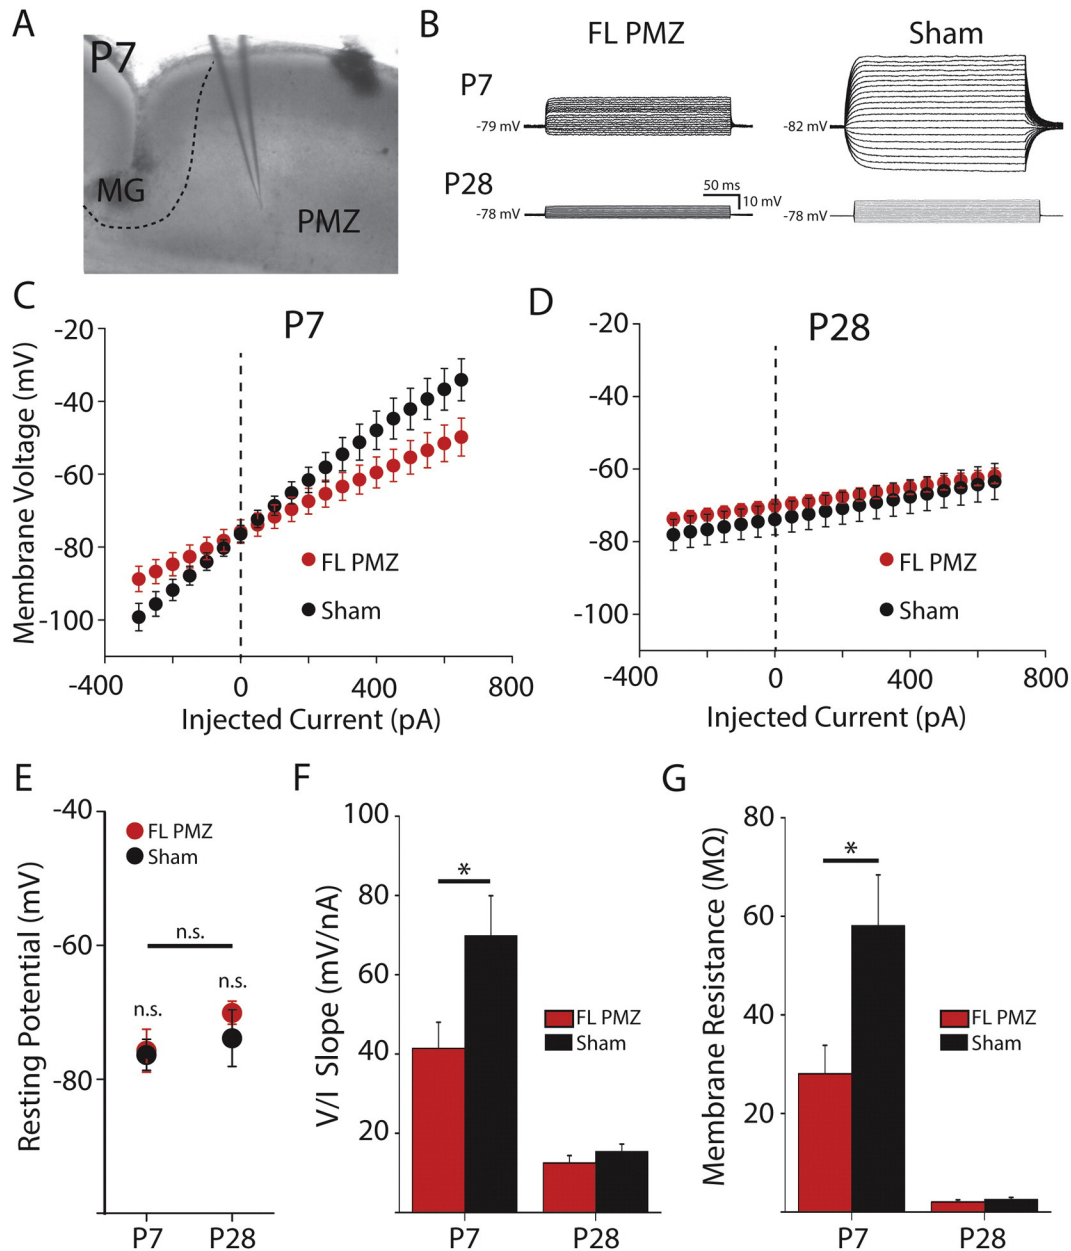 A
P7
MG
PMZ
B
FL PMZ
Sham
P7
-79 mV
-82 mV
P28
50 ms
10 mV
-78 mV
-78 mV
C
P7
Membrane Voltage (mV)
-20
-40
-60
-80
-100
FL PMZ
Sham
-400
0
400
800
Injected Current (pA)
D
P28
-20
-40
-60
-80
-100
FL PMZ
Sham
-400
0
400
800
Injected Current (pA)
E
Resting Potential (mV)
-40
-60
-80
FL PMZ
Sham
n.s.
n.s.
n.s.
P7
P28
F
V/I Slope (mV/nA)
100
80
60
40
20
*
FL PMZ
Sham
P7
P28
G
Membrane Resistance (MΩ)
80
60
40
20
*
FL PMZ
Sham
P7
P28